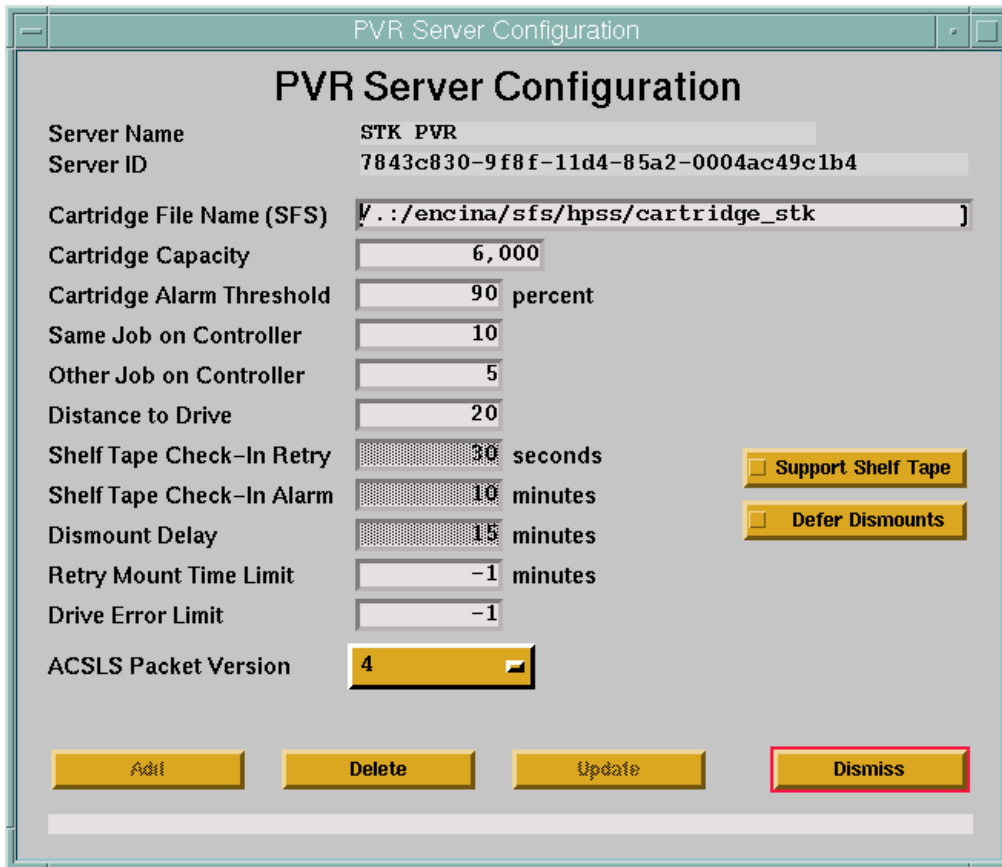 PVR Server Configuration
PVR Server Configuration
Server Name STK PVR
Server ID 7843c830-9f8f-11d4-85a2-0004ac49c1b4
Cartridge File Name (SFS) /.:/encina/sfs/hpss/cartridge_stk
Cartridge Capacity 6,000
Cartridge Alarm Threshold 90 percent
Same Job on Controller 10
Other Job on Controller 5
Distance to Drive 20
Shelf Tape Check-In Retry 30 seconds
Support Shelf Tape
Shelf Tape Check-In Alarm 10 minutes
Defer Dismounts
Dismount Delay 15 minutes
Retry Mount Time Limit -1 minutes
Drive Error Limit -1
ACSLS Packet Version 4
Add Delete Update Dismiss